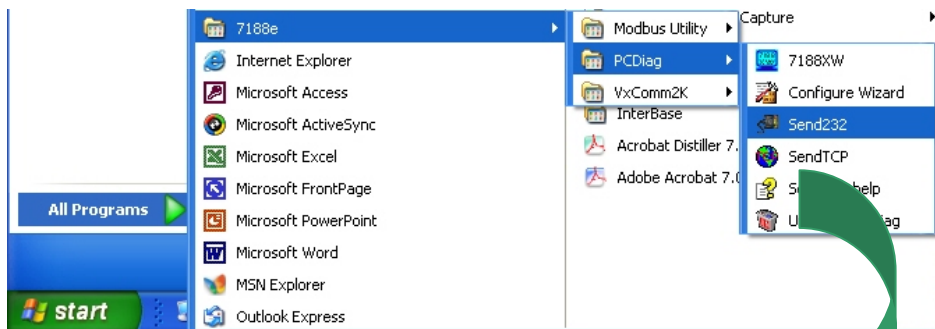 7188e
Internet Explorer
Microsoft Access
Microsoft ActiveSync
Microsoft Excel
Microsoft FrontPage
Microsoft PowerPoint
Microsoft Word
MSN Explorer
Outlook Express
All Programs
start
Modbus Utility
PCDiag
VxComm2K
InterBase
Acrobat Distiller 7.
Adobe Acrobat 7.0
Capture
7188XW
Configure Wizard
Send232
SendTCP
help